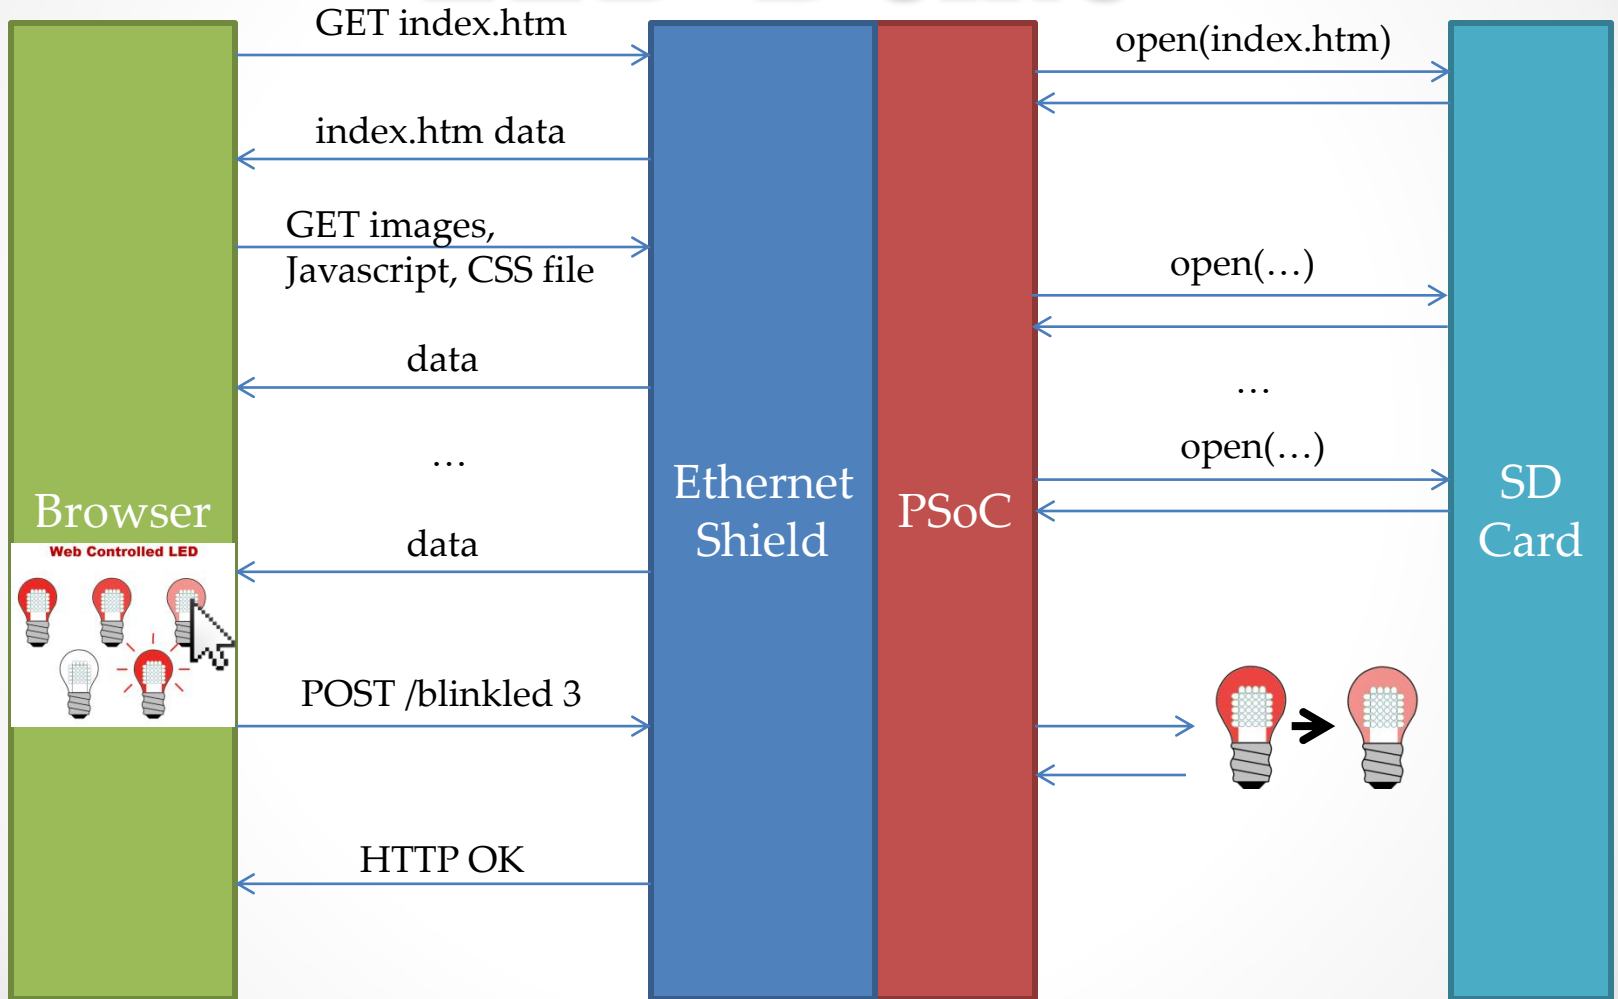 GET index.htm
open(index.htm)
index.htm data
GET images,
Javascript, CSS file
open(...)
data
...
...
open(...)
Browser
Ethernet
Shield
PSoC
SD
Card
data
Web Controlled LED
POST /blinkled 3
HTTP OK